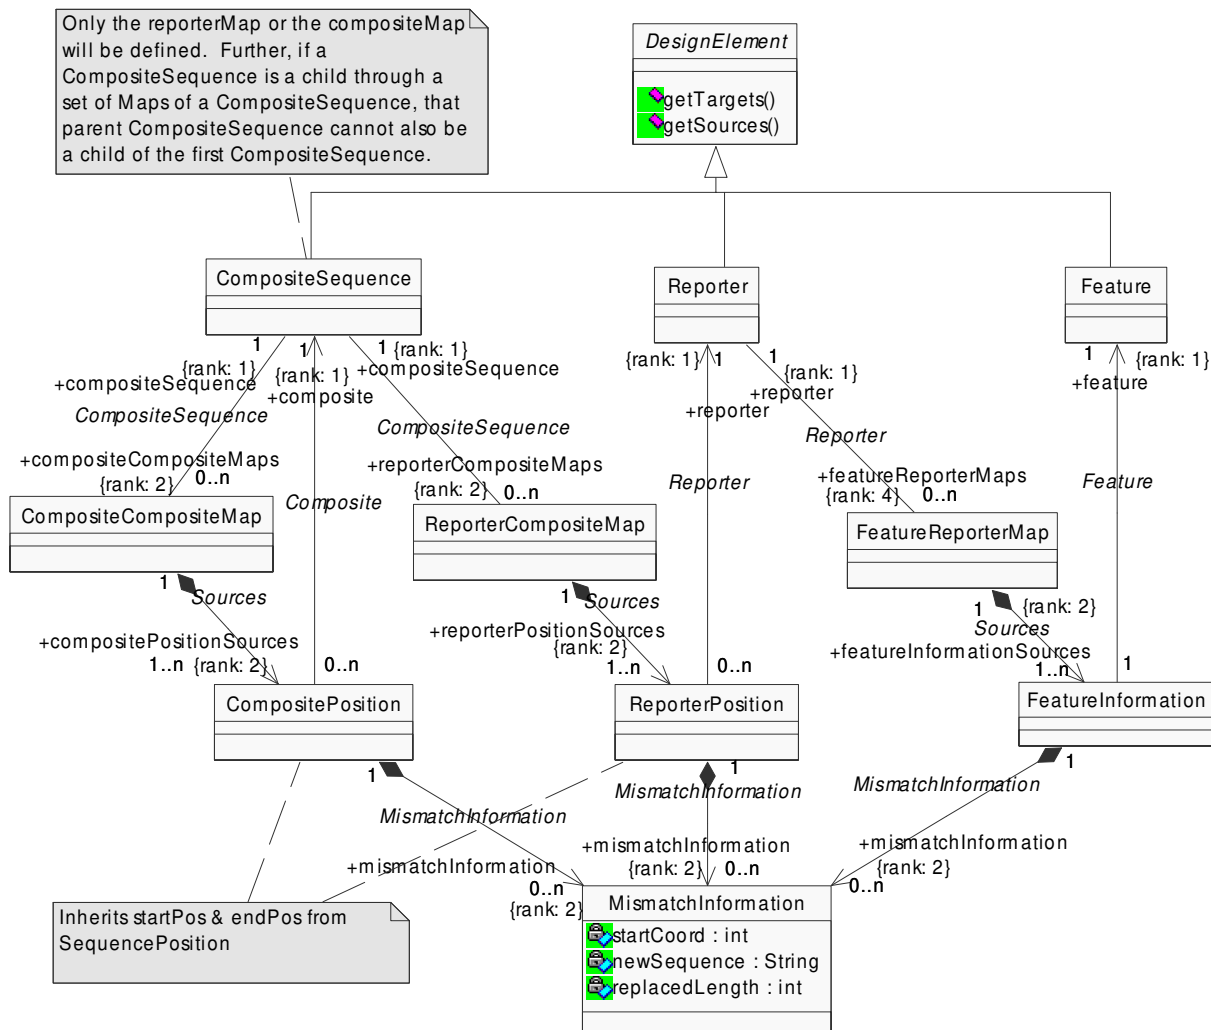 Only the reporterMap or the compositeMap
will be defined.  Further, if a
CompositeSequence is a child through a
set of Maps of a CompositeSequence, that
parent CompositeSequence cannot also be
a child of the first CompositeSequence.
DesignElement
getTargets()
getSources()
CompositeSequence
Reporter
Feature
1
{rank: 1}
+compositeSequence
CompositeSequence
+compositeCompositeMaps
{rank: 2}
0..n
1
{rank: 1}
+composite
Composite
0..n
1
{rank: 1}
+compositeSequence
CompositeSequence
+reporterCompositeMaps
{rank: 2}
0..n
{rank: 1}
1
+reporter
Reporter
0..n
1
{rank: 1}
+reporter
Reporter
+featureReporterMaps
{rank: 4}
0..n
1
{rank: 1}
+feature
Feature
1
CompositeCompositeMap
ReporterCompositeMap
FeatureReporterMap
1
Sources
+compositePositionSources
1..n
{rank: 2}
1
Sources
+reporterPositionSources
{rank: 2}
1..n
1
{rank: 2}
Sources
+featureInformationSources
1..n
CompositePosition
ReporterPosition
FeatureInformation
1
MismatchInformation
+mismatchInformation
0..n
{rank: 2}
1
MismatchInformation
+mismatchInformation
{rank: 2}
0..n
1
MismatchInformation
+mismatchInformation
{rank: 2}
0..n
Inherits startPos & endPos from
SequencePosition
MismatchInformation
startCoord : int
newSequence : String
replacedLength : int